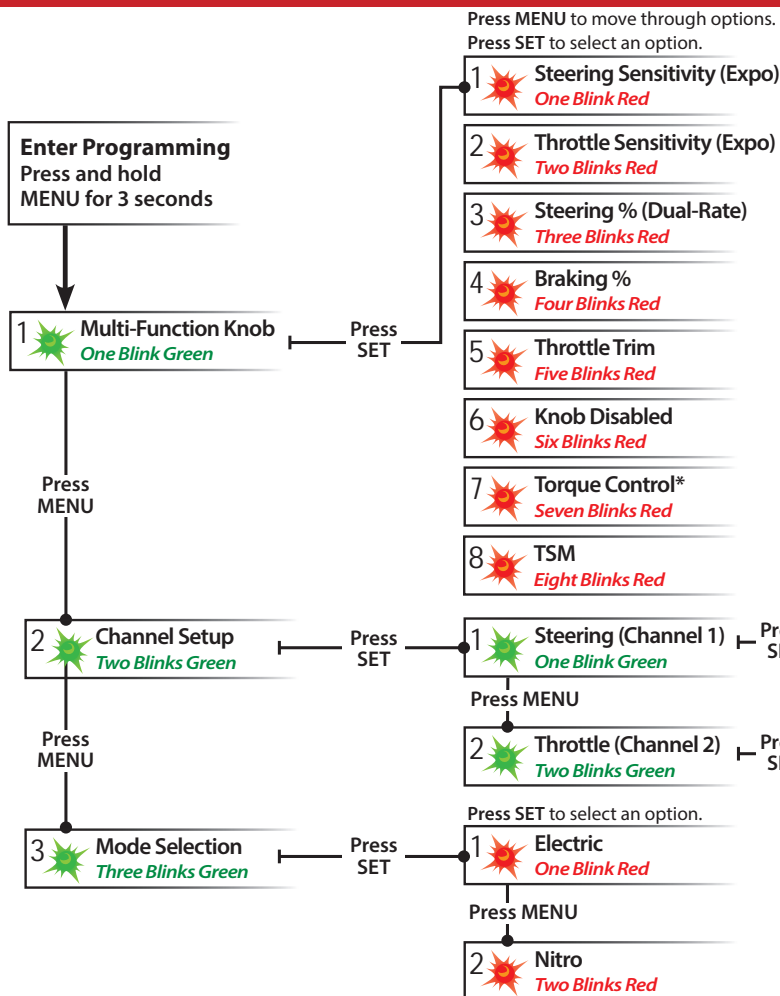 Press MENU to move through options.
Press SET to select an option.
Enter Programming
Press and hold
MENU for 3 seconds
1 Multi-Function Knob
One Blink Green
Press
SET
1 Steering Sensitivity (Expo)
One Blink Red
2 Throttle Sensitivity (Expo)
Two Blinks Red
3 Steering % (Dual-Rate)
Three Blinks Red
4 Braking %
Four Blinks Red
5 Throttle Trim
Five Blinks Red
6 Knob Disabled
Six Blinks Red
7 Torque Control*
Seven Blinks Red
8 TSM
Eight Blinks Red
Press
MENU
2 Channel Setup
Two Blinks Green
Press
SET
1 Steering (Channel 1)
One Blink Green
Press MENU
2 Throttle (Channel 2)
Two Blinks Green
Press
MENU
3 Mode Selection
Three Blinks Green
Press
SET
Press SET to select an option.
1 Electric
One Blink Red
Press MENU
2 Nitro
Two Blinks Red